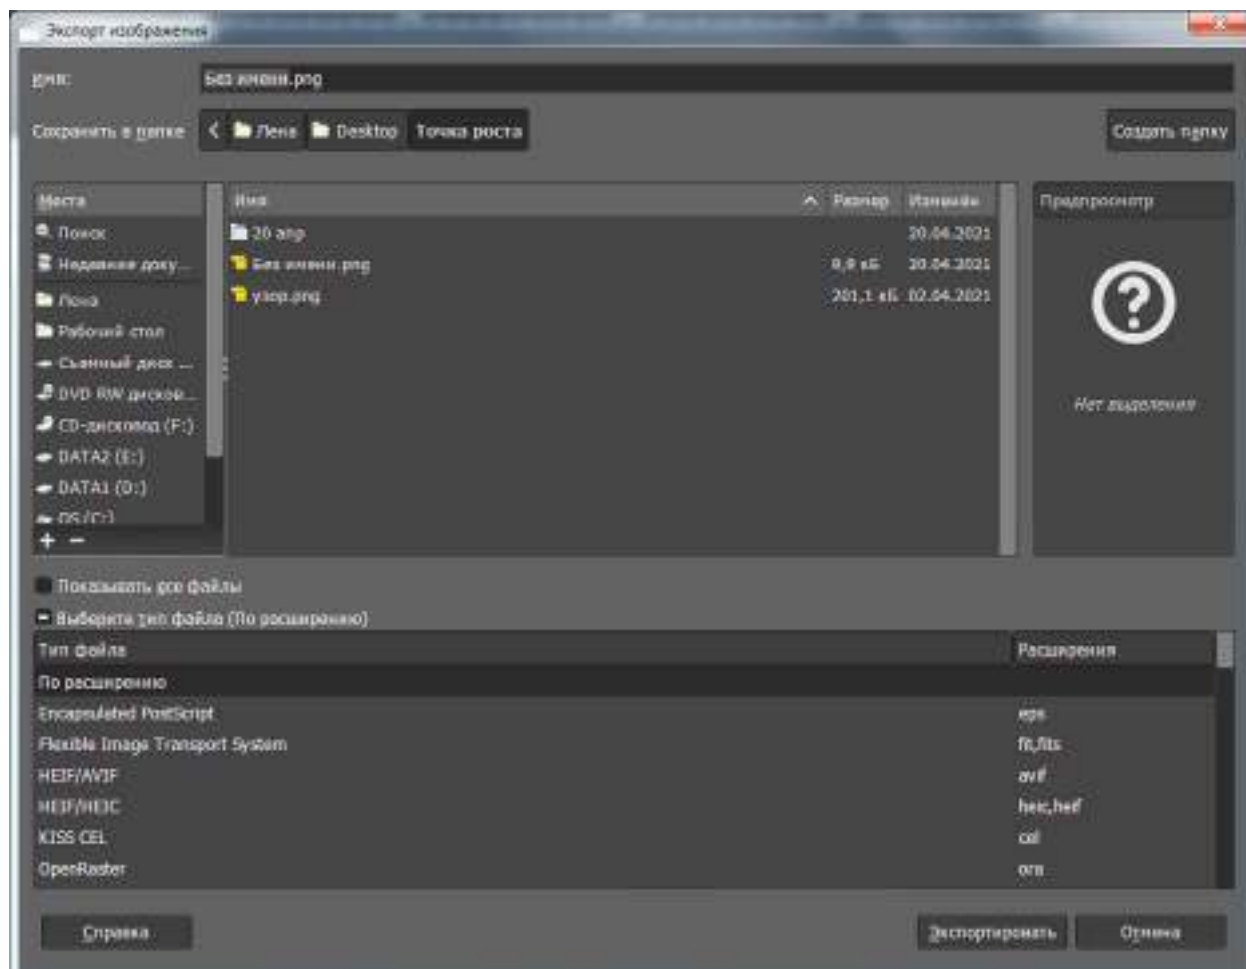 Экспорт изображения
Имя: Без имени.png
Сохранить в папке < Лена Desktop Точка роста Создать папку
Места Имя Размер Изменён Предпросмотр
Поиск 20 апр 20.04.2021
Недавние доку... Без имени.png 20.04.2021
Лена узор.png 201,1 кБ 02.04.2021
Рабочий стол
Съемный диск ...
DVD RW дисков...
CD-дисковод (F:) Нет выделения
DATA2 (E:)
DATA1 (D:)
OS (C:)
+ −
Показывать все файлы
Выберите тип файла (По расширению)
Тип файла Расширения
По расширению
Encapsulated PostScript eps
Flexible Image Transport System fit,fits
HEIF/AVIF avif
HEIF/HEIC heic,heif
KISS CEL cel
OpenRaster ora
Справка Экспортировать Отмена